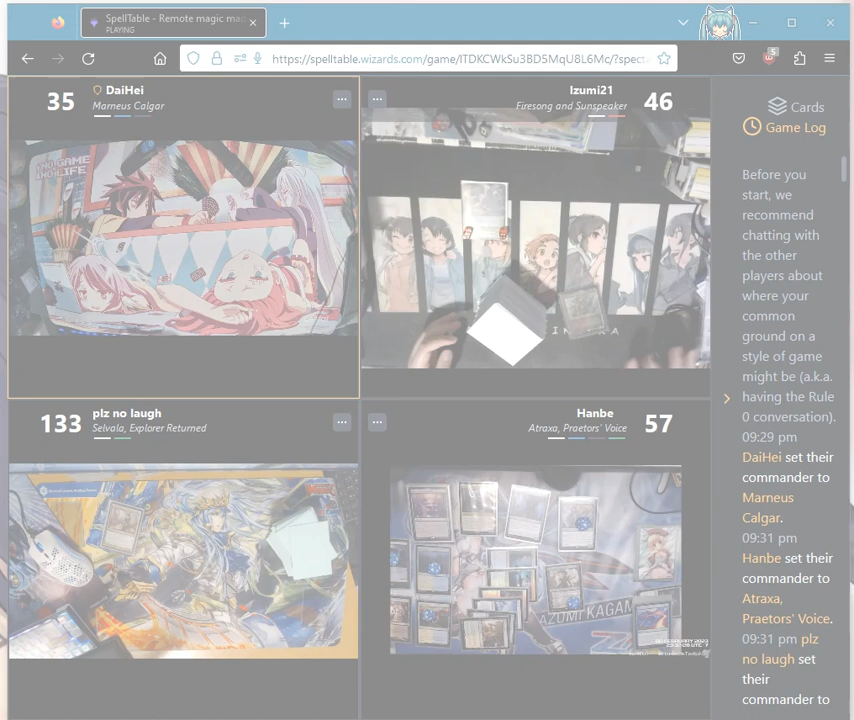 SpellTable - Remote magic ma
PLAYING
5
https://spelltable.wizards.com/game/ITDKCWkSu3BD5MqU8L6Mc/?specta
35
DaiHei
Marneus Calgar
Izumi21
Firesong and Sunspeaker
46
NO GAME
NO LIFE
133
plz no laugh
Selvala, Explorer Returned
Hanbe
Atraxa, Praetors' Voice
57
AZUMI KAGAM
Cards
Game Log
Before you
start, we
recommend
chatting with
the other
players about
where your
common
ground on a
style of game
might be (a.k.a.
having the Rule
0 conversation).
09:29 pm
DaiHei set their
commander to
Marneus
Calgar.
09:31 pm
Hanbe set their
commander to
Atraxa,
Praetors' Voice.
09:31 pm plz
no laugh set
their
commander to